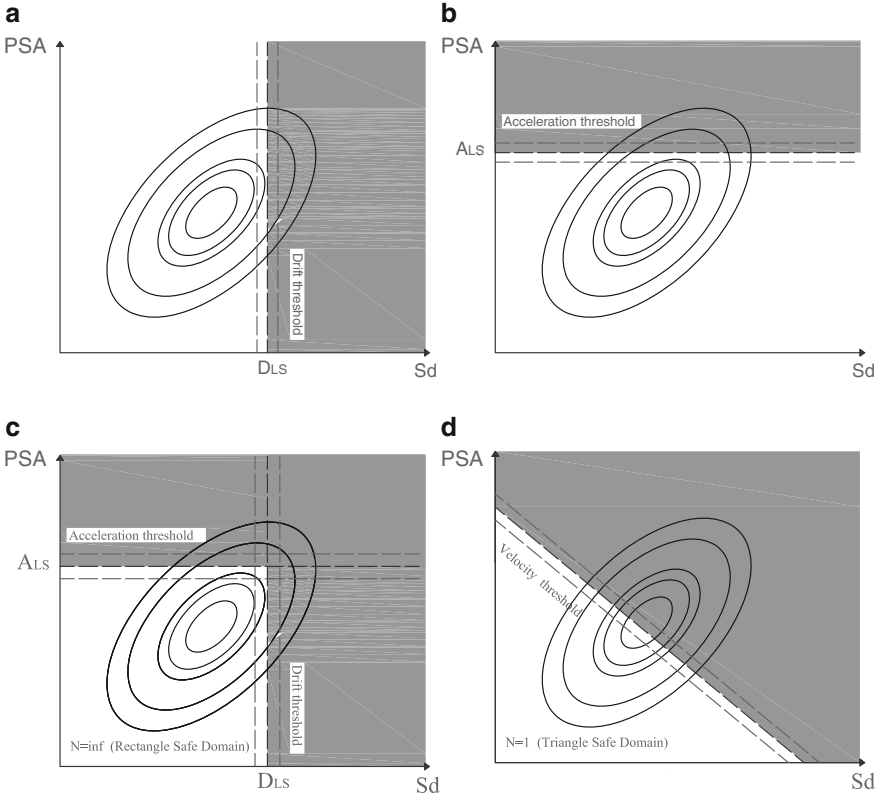 a
PSA
Drift threshold
DLS
Sd
b
PSA
Acceleration threshold
ALS
Sd
c
PSA
Acceleration threshold
ALS
Drift threshold
N=inf (Rectangle Safe Domain)
DLS
Sd
d
PSA
Velocity threshold
N=1 (Triangle Safe Domain)
Sd